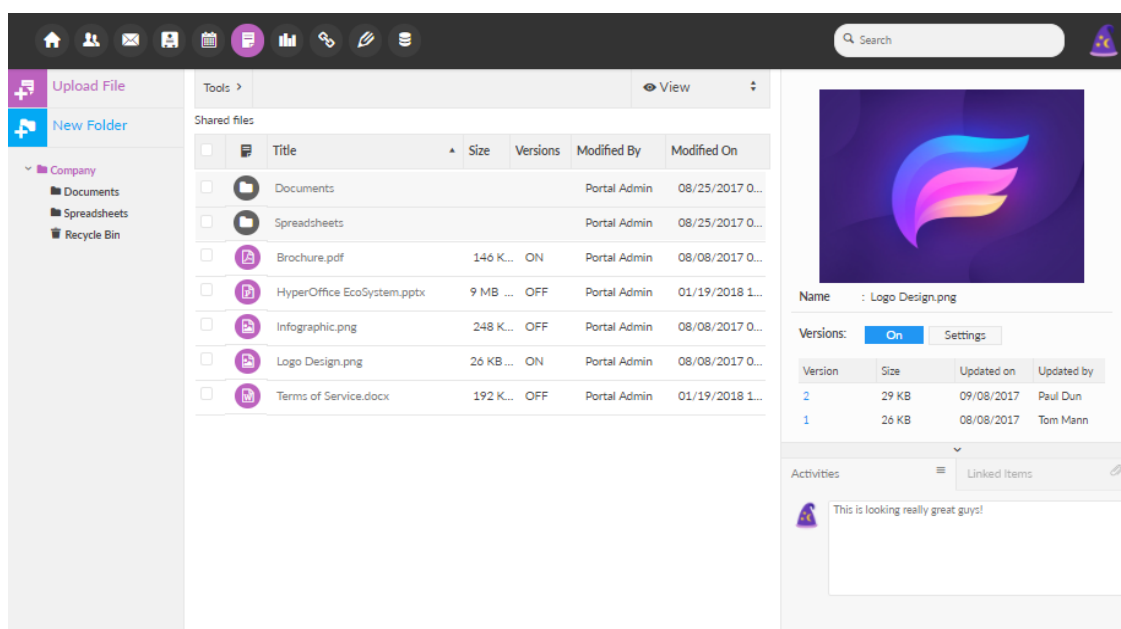 Search
Upload File
New Folder
Company
Documents
Spreadsheets
Recycle Bin
Tools >
View
Shared files
Title Size Versions Modified By Modified On
Documents Portal Admin 08/25/2017 0...
Spreadsheets Portal Admin 08/25/2017 0...
Brochure.pdf 146 K... ON Portal Admin 08/08/2017 0...
HyperOffice EcoSystem.pptx 9 MB ... OFF Portal Admin 01/19/2018 1...
Infographic.png 248 K... OFF Portal Admin 08/08/2017 0...
Logo Design.png 26 KB... ON Portal Admin 08/08/2017 0...
Terms of Service.docx 192 K... OFF Portal Admin 01/19/2018 1...
Name : Logo Design.png
Versions: On Settings
Version Size Updated on Updated by
2 29 KB 09/08/2017 Paul Dun
1 26 KB 08/08/2017 Tom Mann
Activities Linked Items
This is looking really great guys!